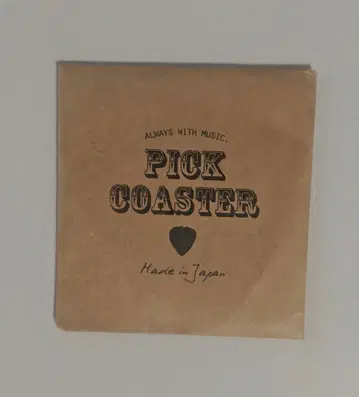 ALWAYS WITH MUSIC.
PICK
COASTER
Made in Japan